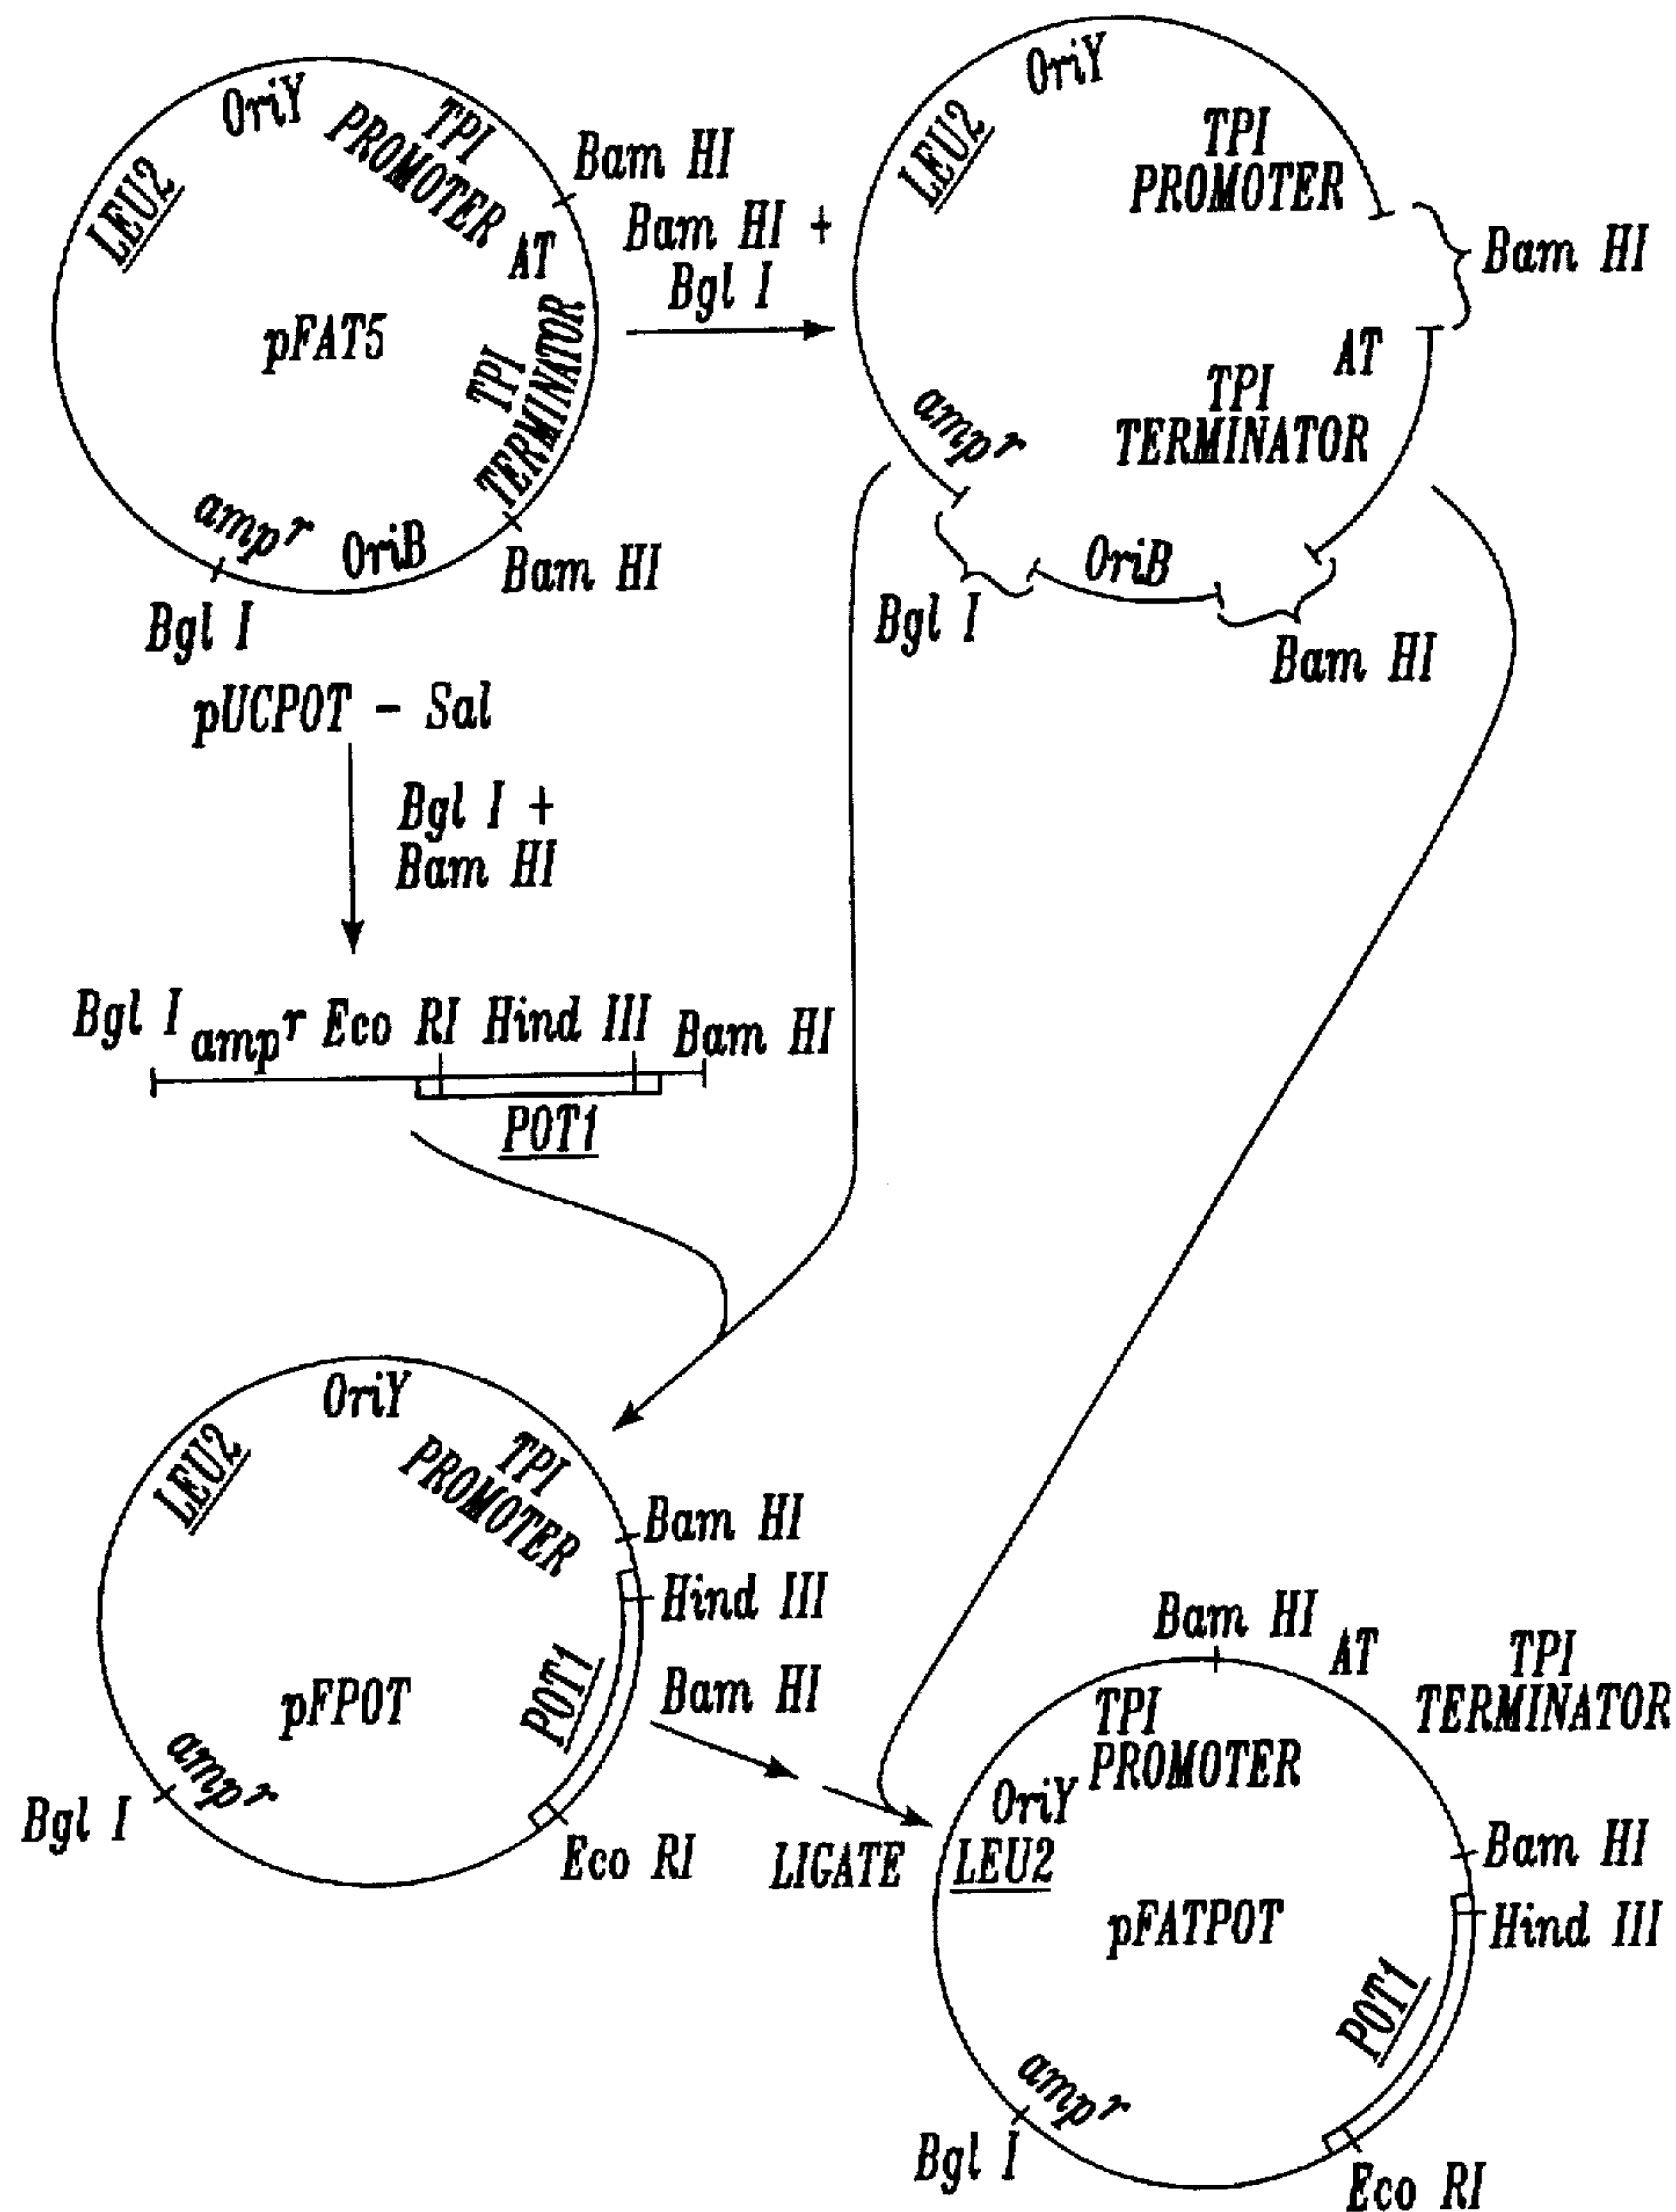 OriY
TPI
PROMOTER
LEU2
Bam HI
AT
pFAT5
TPI
TERMINATOR
amp r
OriB
Bam HI
Bgl I
Bam HI +
Bgl I
OriY
LEU2
TPI
PROMOTER
Bam HI
AT
TPI
TERMINATOR
amp r
OriB
Bgl I
Bam HI
pUCPOT - Sal
Bgl I +
Bam HI
Bgl I amp r Eco RI Hind III Bam HI
POT1
OriY
TPI
PROMOTER
LEU2
Bam HI
Hind III
POT1
pFPOT
amp r
Bgl I
Eco RI
Bam HI
LIGATE
Bam HI
AT
TPI
TERMINATOR
TPI
PROMOTER
OriY
LEU2
Bam HI
Hind III
pFATPOT
POT1
amp r
Bgl I
Eco RI